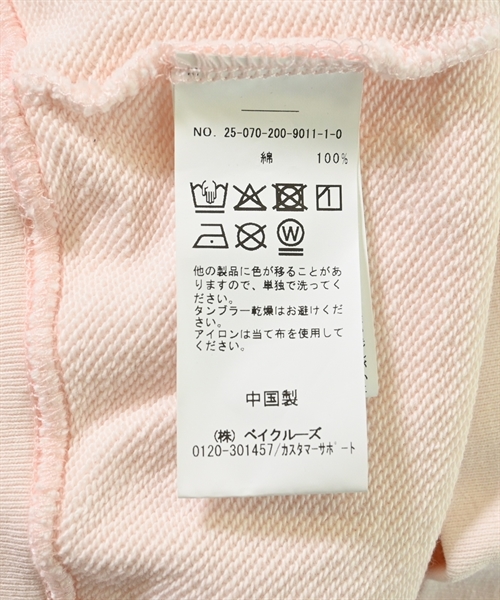 NO. 25-070-200-9011-1-0
綿 100%
他の製品に色が移ることがあ
りますので、単独で洗ってく
ださい。
タンブラー乾燥はお避けくだ
さい。
アイロンは当て布を使用して
ください。
中国製
(株) ベイクルーズ
0120-301457/カスタマーサポート